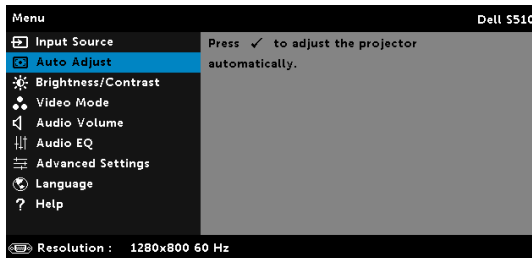 Menu Dell S510
Input Source
Auto Adjust
Brightness/Contrast
Video Mode
Audio Volume
Audio EQ
Advanced Settings
Language
? Help
Press ✓ to adjust the projector
automatically.
Resolution : 1280x800 60 Hz